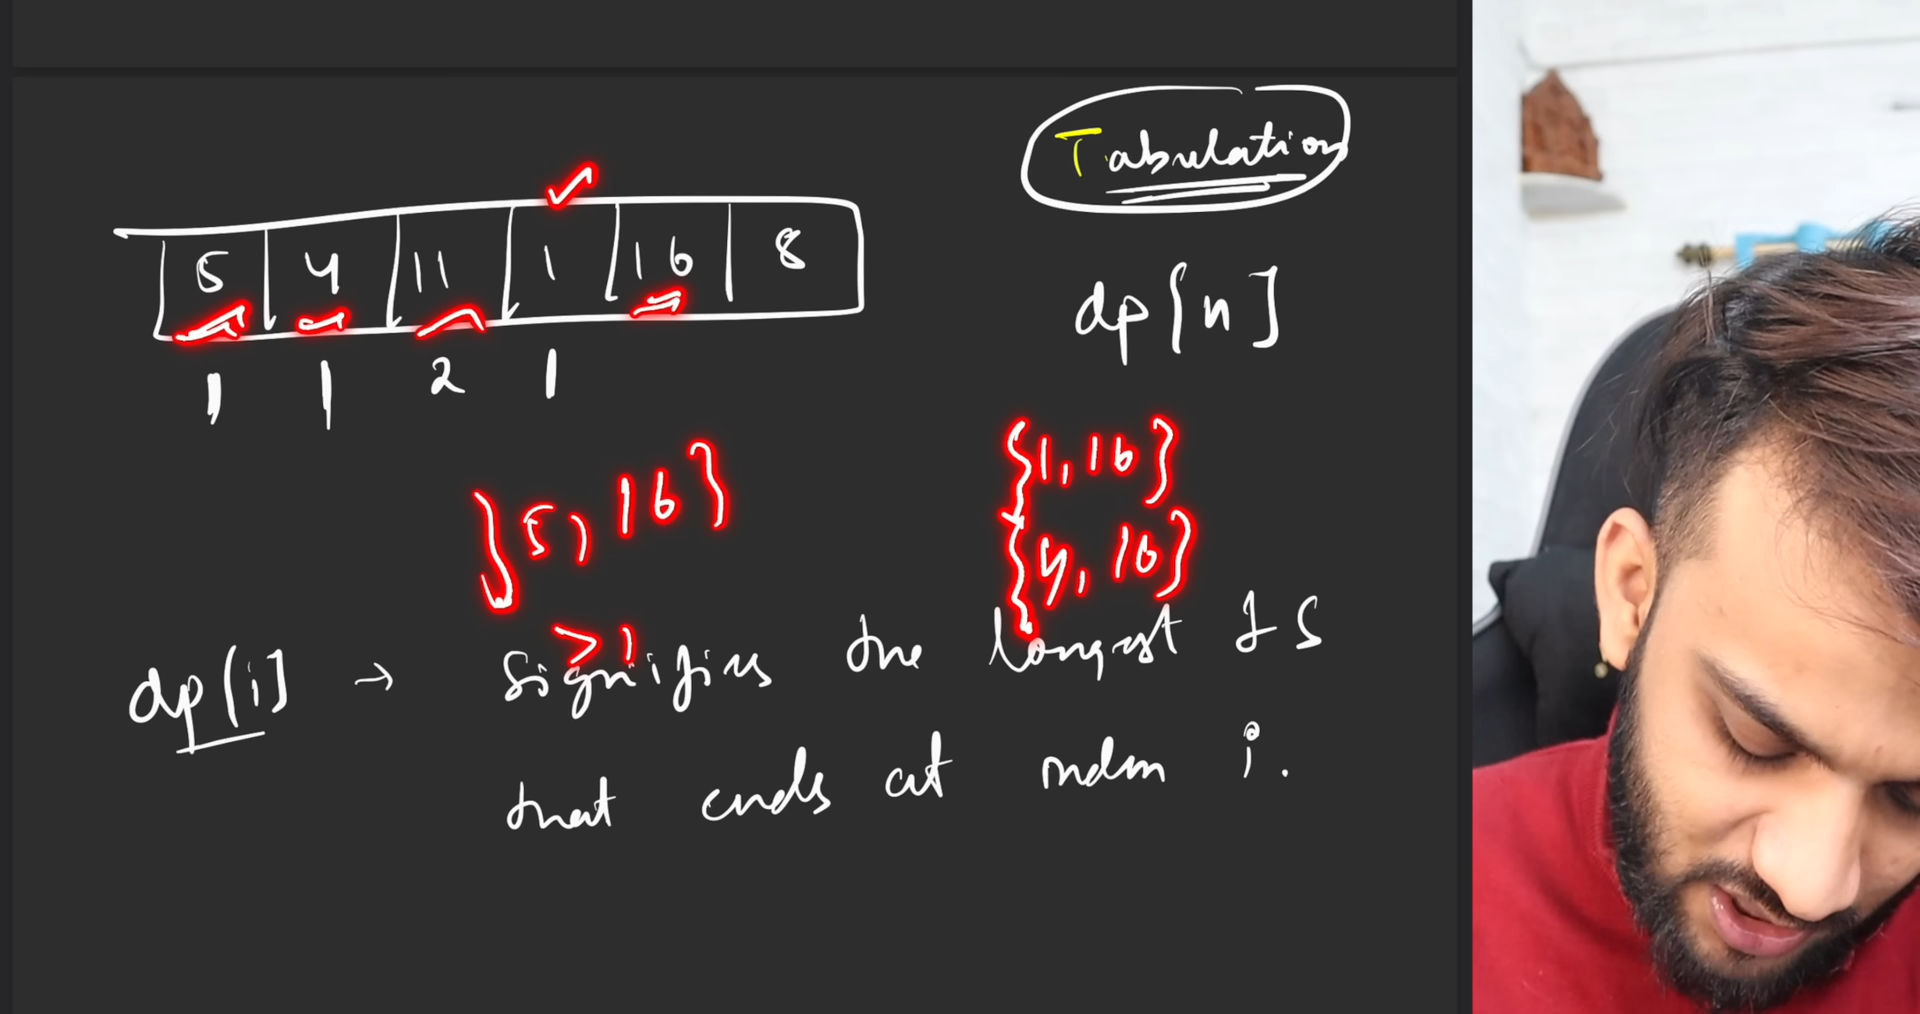 Tabulation
5 4 11 1 16 8
1 1 2 1
dp[n]
{5, 16}
{1, 16}
{4, 16}
>1
dp[i] → signifies the longest IS
that ends at index i.